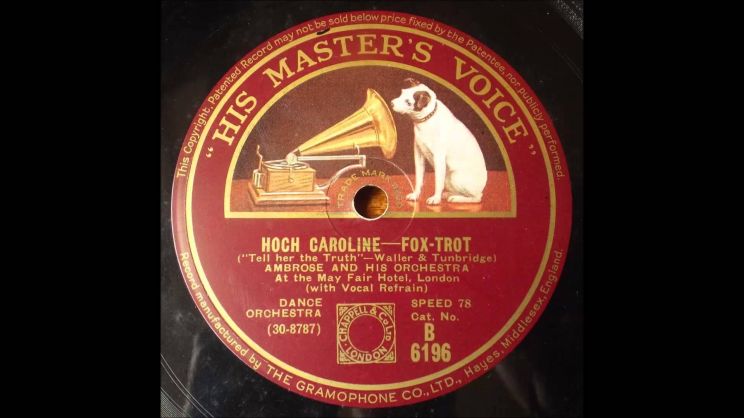 This Copyright Patented Record may not be sold below price fixed by the Patentee, nor publicly performed.
"HIS MASTER'S VOICE"
TRADE MARK
HOCH CAROLINE—FOX-TROT
("Tell her the Truth"—Waller & Tunbridge)
AMBROSE AND HIS ORCHESTRA
At the May Fair Hotel, London
(with Vocal Refrain)
DANCE
ORCHESTRA
(30-8787)
CHAPPELL & Co LTD
LONDON
SPEED 78
Cat. No.
B
6196
Record manufactured by THE GRAMOPHONE CO., LTD., Hayes, Middlesex, England.